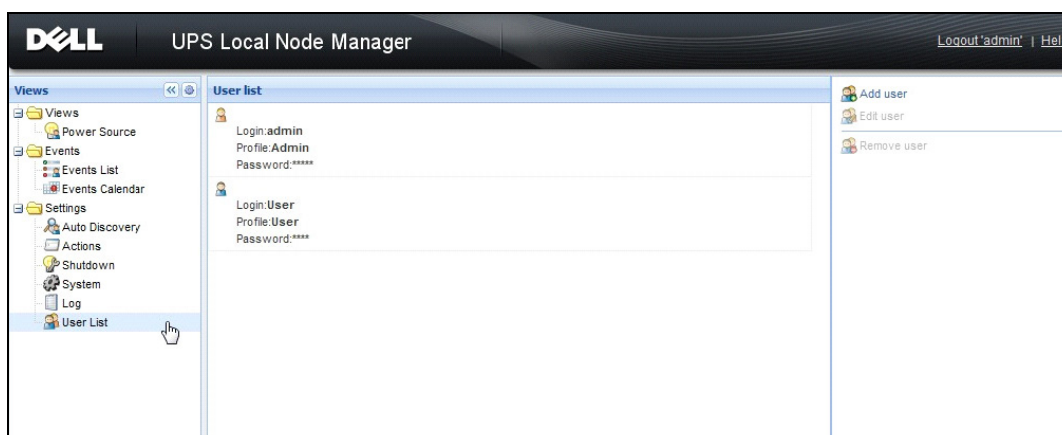 DELL
UPS Local Node Manager
Logout 'admin' | Hel
Views
Views
Power Source
Events
Events List
Events Calendar
Settings
Auto Discovery
Actions
Shutdown
System
Log
User List
User list
Login:admin
Profile:Admin
Password:*****
Login:User
Profile:User
Password:****
Add user
Edit user
Remove user